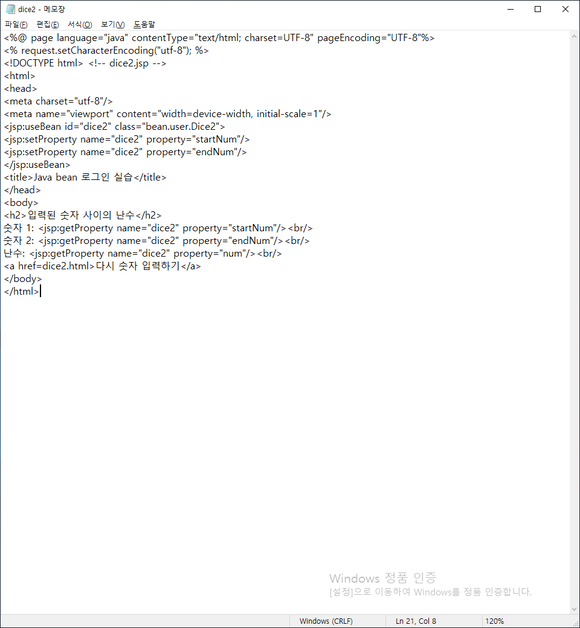 dice2 - 메모장
파일(F) 편집(E) 서식(O) 보기(V) 도움말
<%@ page language="java" contentType="text/html; charset=UTF-8" pageEncoding="UTF-8"%>
<% request.setCharacterEncoding("utf-8"); %>
<!DOCTYPE html> <!-- dice2.jsp -->
<html>
<head>
<meta charset="utf-8"/>
<meta name="viewport" content="width=device-width, initial-scale=1"/>
<jsp:useBean id="dice2" class="bean.user.Dice2">
<jsp:setProperty name="dice2" property="startNum"/>
<jsp:setProperty name="dice2" property="endNum"/>
</jsp:useBean>
<title>Java bean 로그인 실습</title>
</head>
<body>
<h2>입력된 숫자 사이의 난수</h2>
숫자 1: <jsp:getProperty name="dice2" property="startNum"/><br/>
숫자 2: <jsp:getProperty name="dice2" property="endNum"/><br/>
난수: <jsp:getProperty name="dice2" property="num"/><br/>
<a href=dice2.html>다시 숫자 입력하기</a>
</body>
</html>
Windows 정품 인증
[설정]으로 이동하여 Windows를 정품 인증합니다.
Windows (CRLF) Ln 21, Col 8 120%